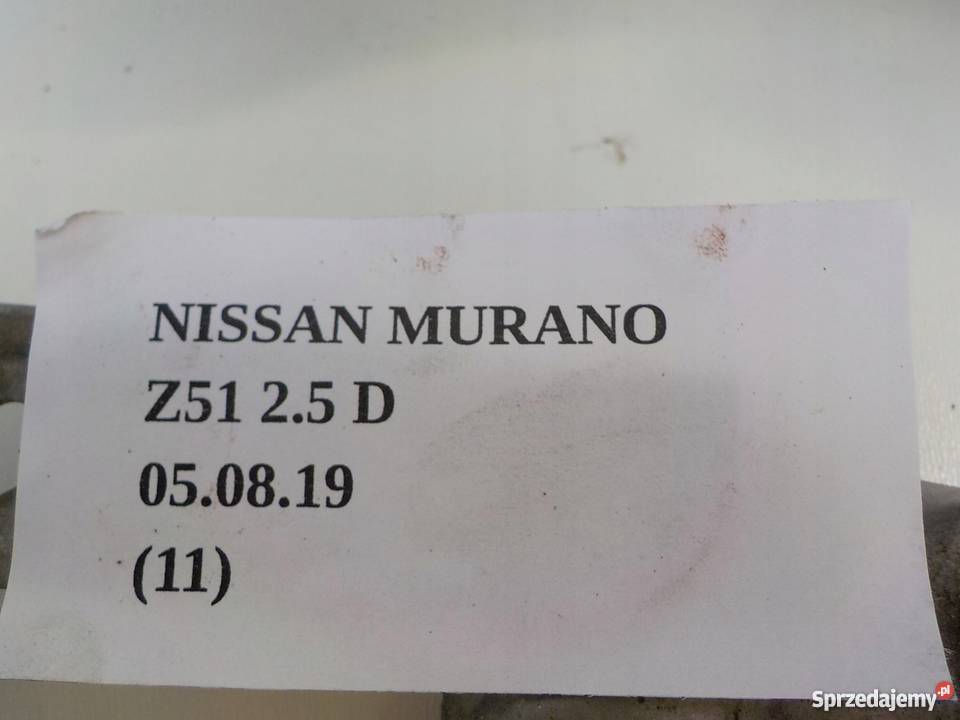 NISSAN MURANO
Z51 2.5 D
05.08.19
(11)
Sprzedajemy.pl